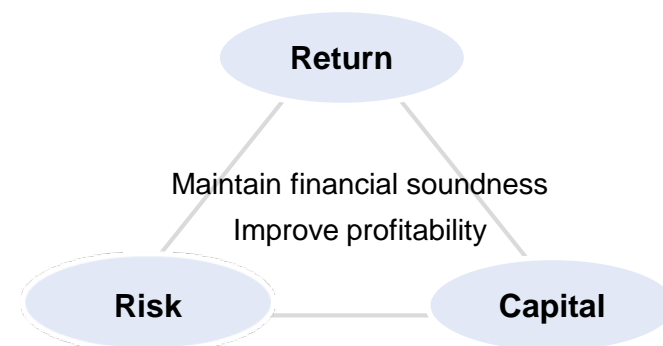 Return
Maintain financial soundness
Improve profitability
Risk
Capital